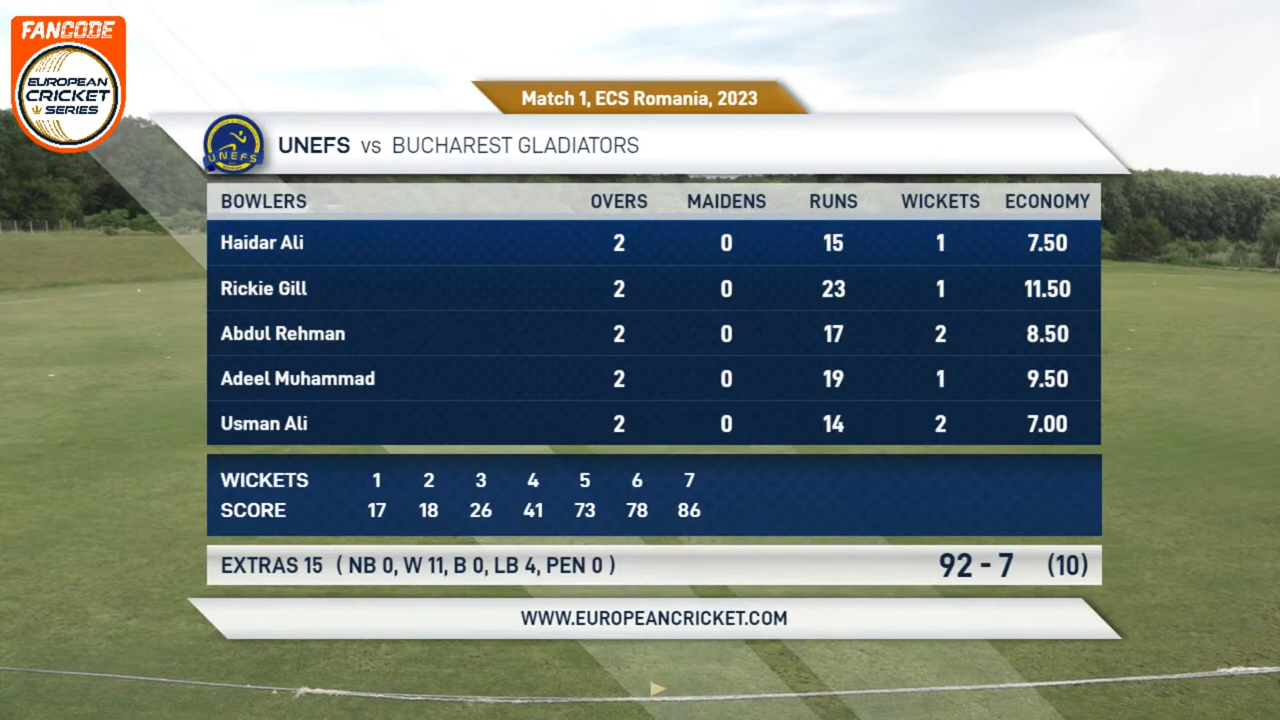 FANCODE
EUROPEAN
CRICKET
SERIES
Match 1, ECS Romania, 2023
UNEFS
UNEFS vs BUCHAREST GLADIATORS
BOWLERS OVERS MAIDENS RUNS WICKETS ECONOMY
Haidar Ali 2 0 15 1 7.50
Rickie Gill 2 0 23 1 11.50
Abdul Rehman 2 0 17 2 8.50
Adeel Muhammad 2 0 19 1 9.50
Usman Ali 2 0 14 2 7.00
WICKETS 1 2 3 4 5 6 7
SCORE 17 18 26 41 73 78 86
EXTRAS 15 ( NB 0, W 11, B 0, LB 4, PEN 0 ) 92 - 7 (10)
WWW.EUROPEANCRICKET.COM